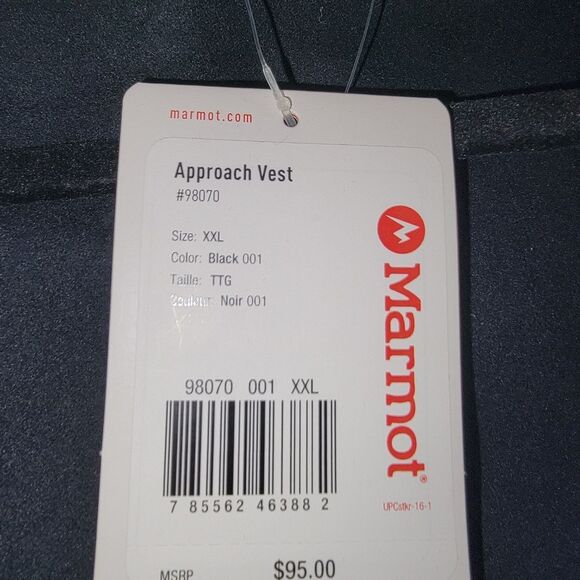 marmot.com
Approach Vest
#98070
Size: XXL
Color: Black 001
Taille: TTG
Couleur: Noir 001
98070 001 XXL
7 85562 46388 2
MSRP $95.00
Marmot®
UPCstkr-16-1